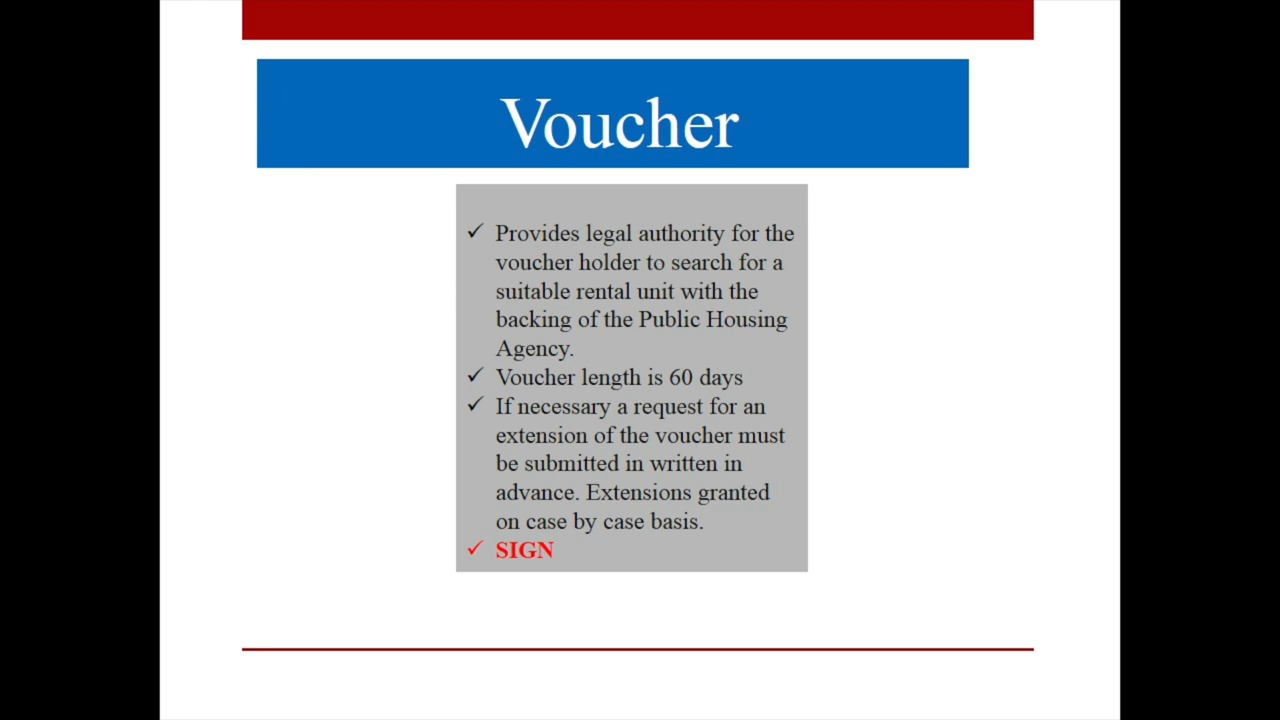 Voucher
✓ Provides legal authority for the
voucher holder to search for a
suitable rental unit with the
backing of the Public Housing
Agency.
✓ Voucher length is 60 days
✓ If necessary a request for an
extension of the voucher must
be submitted in written in
advance. Extensions granted
on case by case basis.
✓ SIGN